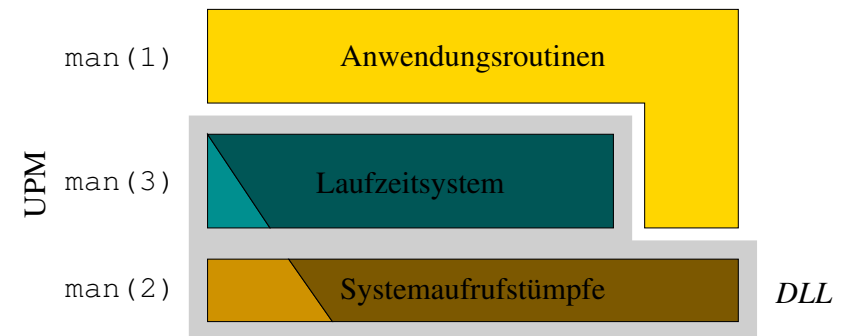 man(1) Anwendungsroutinen
UPM
man(3) Laufzeitsystem
man(2) Systemaufrufstümpfe DLL